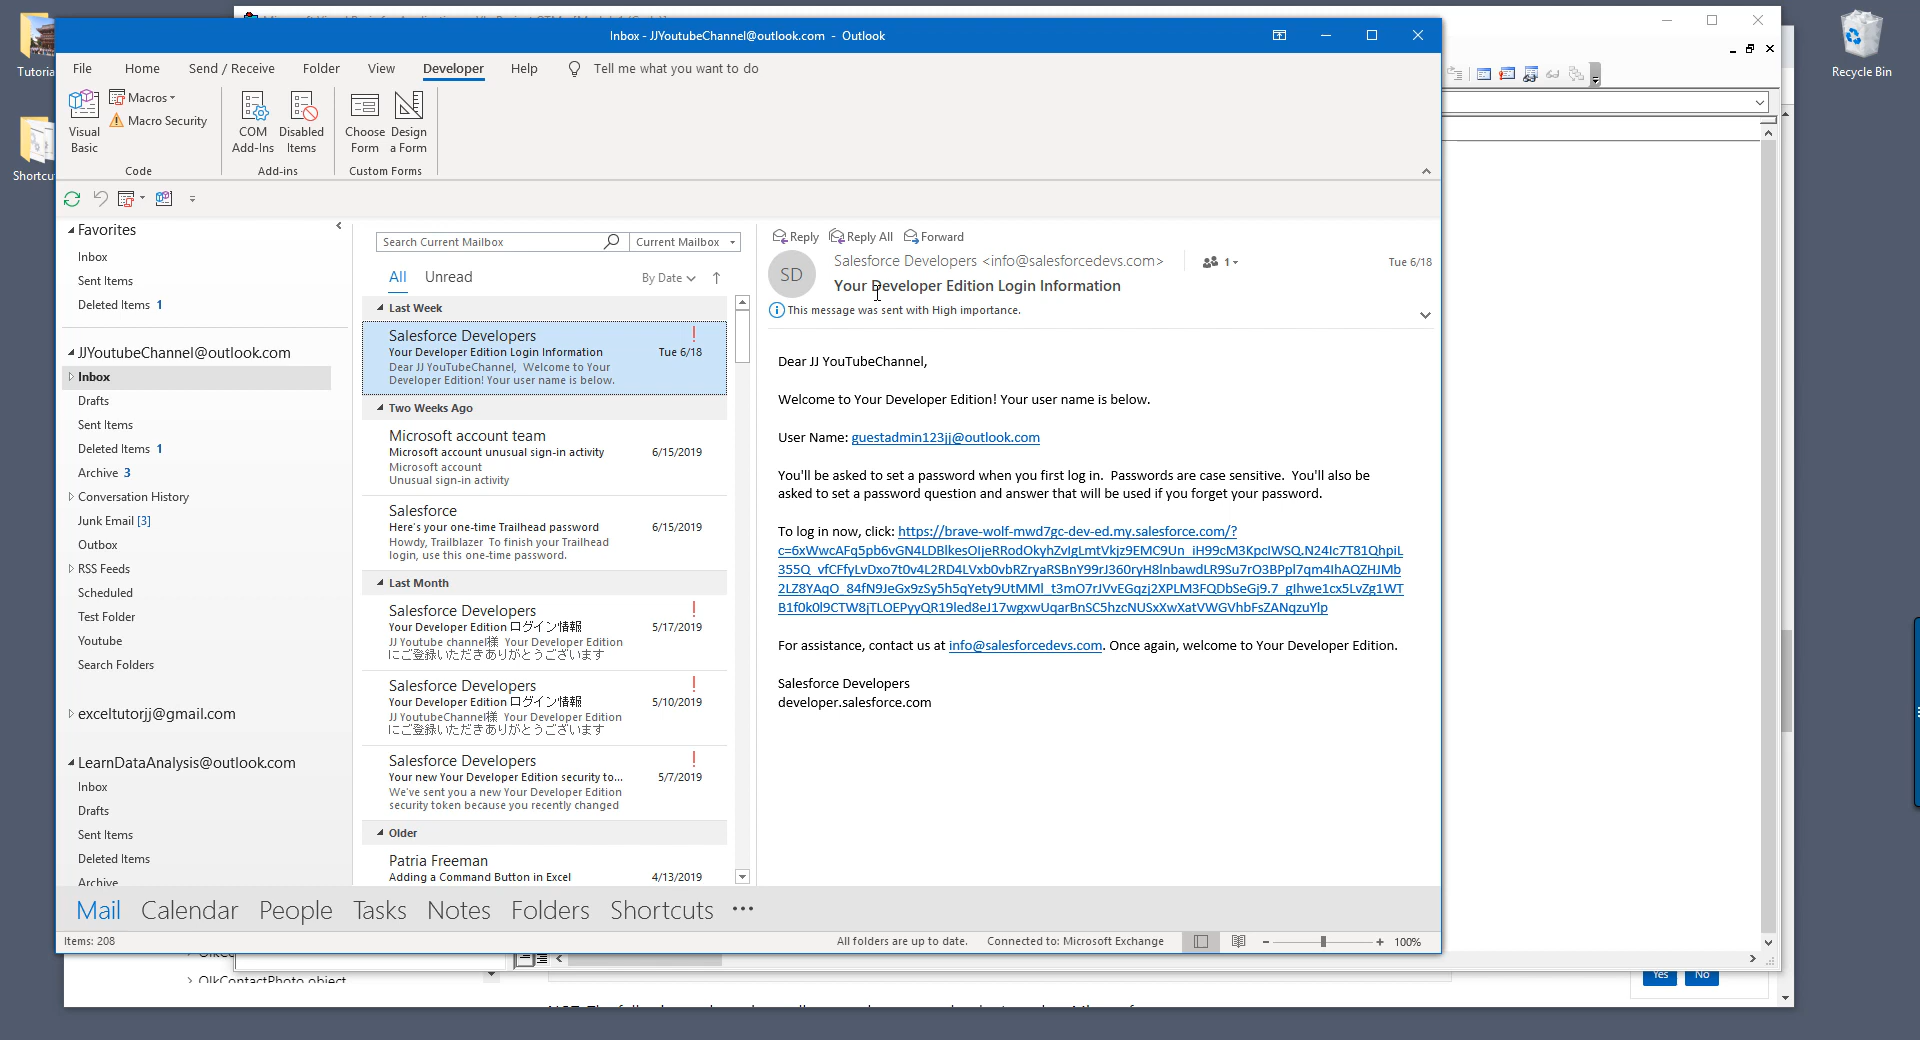 Tutoria
Shortcu
Recycle Bin
Inbox - JJYoutubeChannel@outlook.com - Outlook
File Home Send / Receive Folder View Developer Help Tell me what you want to do
Visual Basic
Macros
Macro Security
COM Add-Ins
Disabled Items
Choose Form
Design a Form
Code
Add-ins
Custom Forms
Favorites
Inbox
Sent Items
Deleted Items 1
JJYoutubeChannel@outlook.com
Inbox
Drafts
Sent Items
Deleted Items 1
Archive 3
Conversation History
Junk Email [3]
Outbox
RSS Feeds
Scheduled
Test Folder
Youtube
Search Folders
exceltutorjj@gmail.com
LearnDataAnalysis@outlook.com
Inbox
Drafts
Sent Items
Deleted Items
Archive
Search Current Mailbox
Current Mailbox
All Unread
By Date
Last Week
Salesforce Developers
Your Developer Edition Login Information Tue 6/18
Dear JJ YouTubeChannel, Welcome to Your
Developer Edition! Your user name is below.
Two Weeks Ago
Microsoft account team
Microsoft account unusual sign-in activity 6/15/2019
Microsoft account
Unusual sign-in activity
Salesforce
Here's your one-time Trailhead password 6/15/2019
Howdy, Trailblazer To finish your Trailhead
login, use this one-time password.
Last Month
Salesforce Developers
Your Developer Edition ログイン情報 5/17/2019
JJ Youtube channel様 Your Developer Edition
にご登録いただきありがとうございます
Salesforce Developers
Your Developer Edition ログイン情報 5/10/2019
JJ YoutubeChannel様 Your Developer Edition
にご登録いただきありがとうございます
Salesforce Developers
Your new Your Developer Edition security to... 5/7/2019
We've sent you a new Your Developer Edition
security token because you recently changed
Older
Patria Freeman
Adding a Command Button in Excel 4/13/2019
Reply Reply All Forward
SD
Salesforce Developers <info@salesforcedevs.com>
1
Tue 6/18
Your Developer Edition Login Information
This message was sent with High importance.
Dear JJ YouTubeChannel,
Welcome to Your Developer Edition! Your user name is below.
User Name: guestadmin123jj@outlook.com
You'll be asked to set a password when you first log in. Passwords are case sensitive. You'll also be
asked to set a password question and answer that will be used if you forget your password.
To log in now, click: https://brave-wolf-mwd7gc-dev-ed.my.salesforce.com/?
For assistance, contact us at info@salesforcedevs.com. Once again, welcome to Your Developer Edition.
Salesforce Developers
developer.salesforce.com
Mail Calendar People Tasks Notes Folders Shortcuts
Items: 208
All folders are up to date.
Connected to: Microsoft Exchange
100%
OlkContactPhoto object
Yes
No